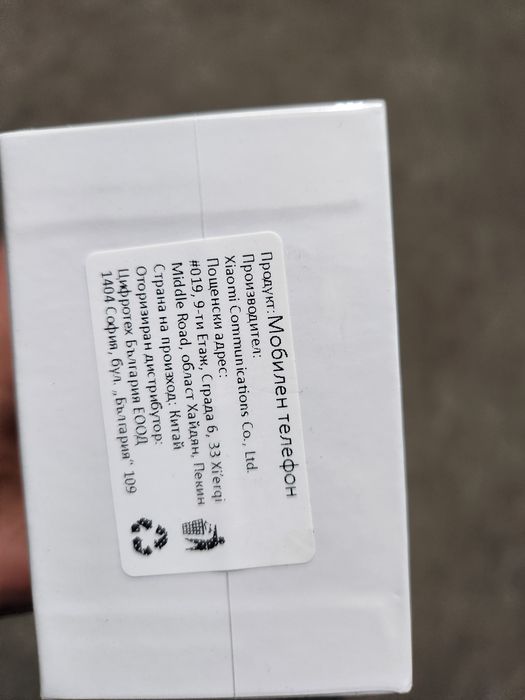 Продукт: Мобилен телефон
Производител:
Xiaomi Communications Co., Ltd.
Пощенски адрес:
#019, 9-ти Етаж, Сграда 6, 33 Xi'erqi
Middle Road, област Хайдян, Пекин
Страна на произход: Китай
Оторизиран дистрибутор:
Цифротех България ЕООД
1404 София, бул. „България“ 109